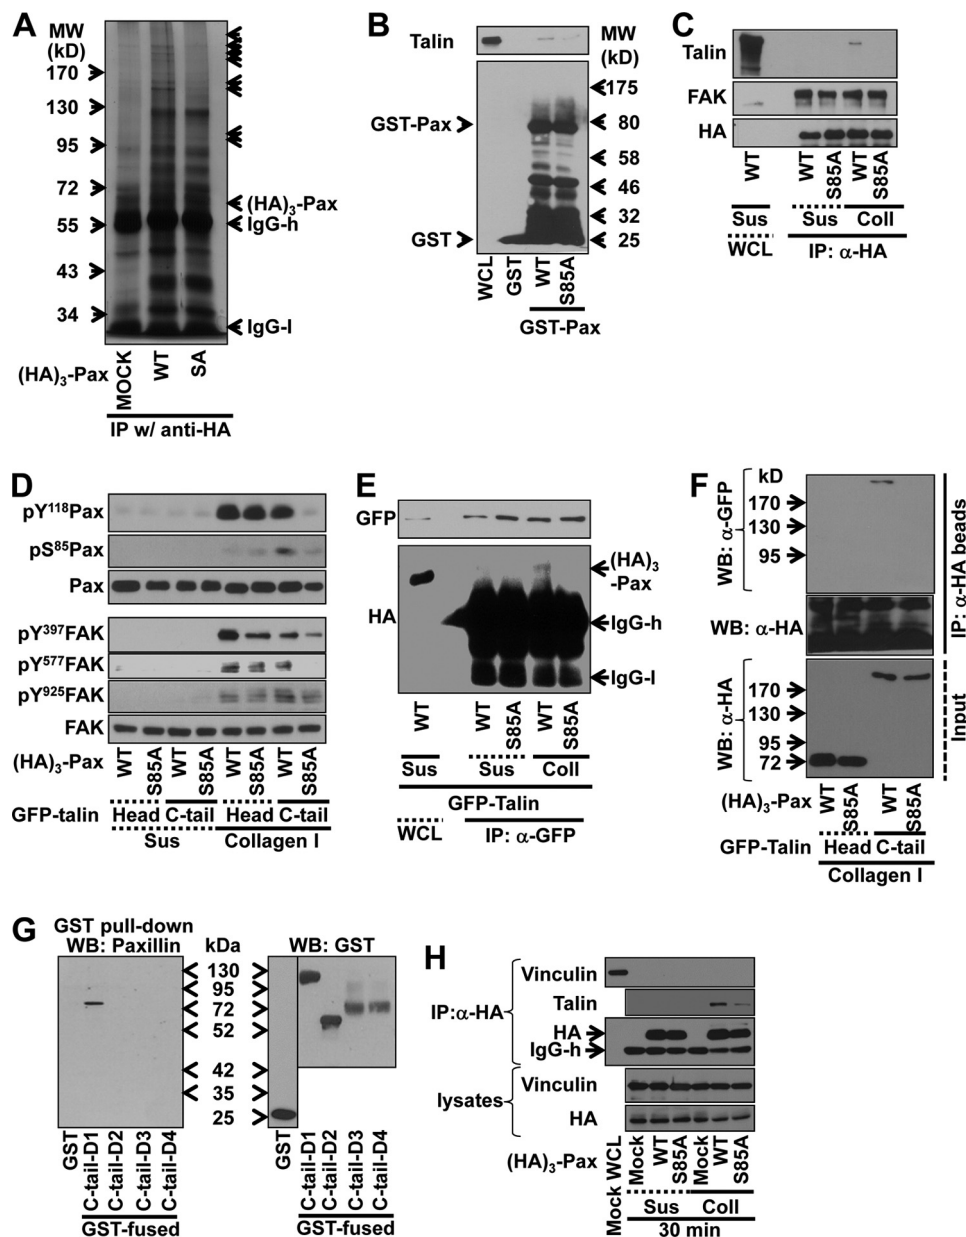 A
MW
(kD)
170
130
95
72
55
43
34
(HA)3-Pax
IgG-h
IgG-l
(HA)3-Pax
MOCK
WT
SA
IP w/ anti-HA
B
Talin
MW
(kD)
175
GST-Pax
80
58
46
32
GST
25
WCL
GST
WT
S85A
GST-Pax
C
Talin
FAK
HA
WT
WT
S85A
WT
S85A
Sus
Sus
Coll
WCL
IP: α-HA
D
pY118Pax
pS85Pax
Pax
pY397FAK
pY577FAK
pY925FAK
FAK
(HA)3-Pax
WT
S85A
WT
S85A
WT
S85A
WT
S85A
GFP-talin
Head
C-tail
Head
C-tail
Sus
Collagen I
E
GFP
(HA)3
-Pax
HA
IgG-h
IgG-l
WT
WT
S85A
WT
S85A
Sus
Sus
Coll
GFP-Talin
WCL
IP: α-GFP
F
kD
WB: α-GFP
170
130
95
IP: α-HA beads
WB: α-HA
WB: α-HA
170
130
95
72
Input
(HA)3-Pax
WT
S85A
WT
S85A
GFP-Talin
Head
C-tail
Collagen I
G
GST pull-down
WB: Paxillin
kDa
WB: GST
130
95
72
52
42
35
25
GST
C-tail-D1
C-tail-D2
C-tail-D3
C-tail-D4
GST-fused
GST
C-tail-D1
C-tail-D2
C-tail-D3
C-tail-D4
GST-fused
H
Vinculin
IP:α-HA
Talin
HA
IgG-h
lysates
Vinculin
HA
(HA)3-Pax
Mock WCL
Mock
WT
S85A
Mock
WT
S85A
Sus
Coll
30 min